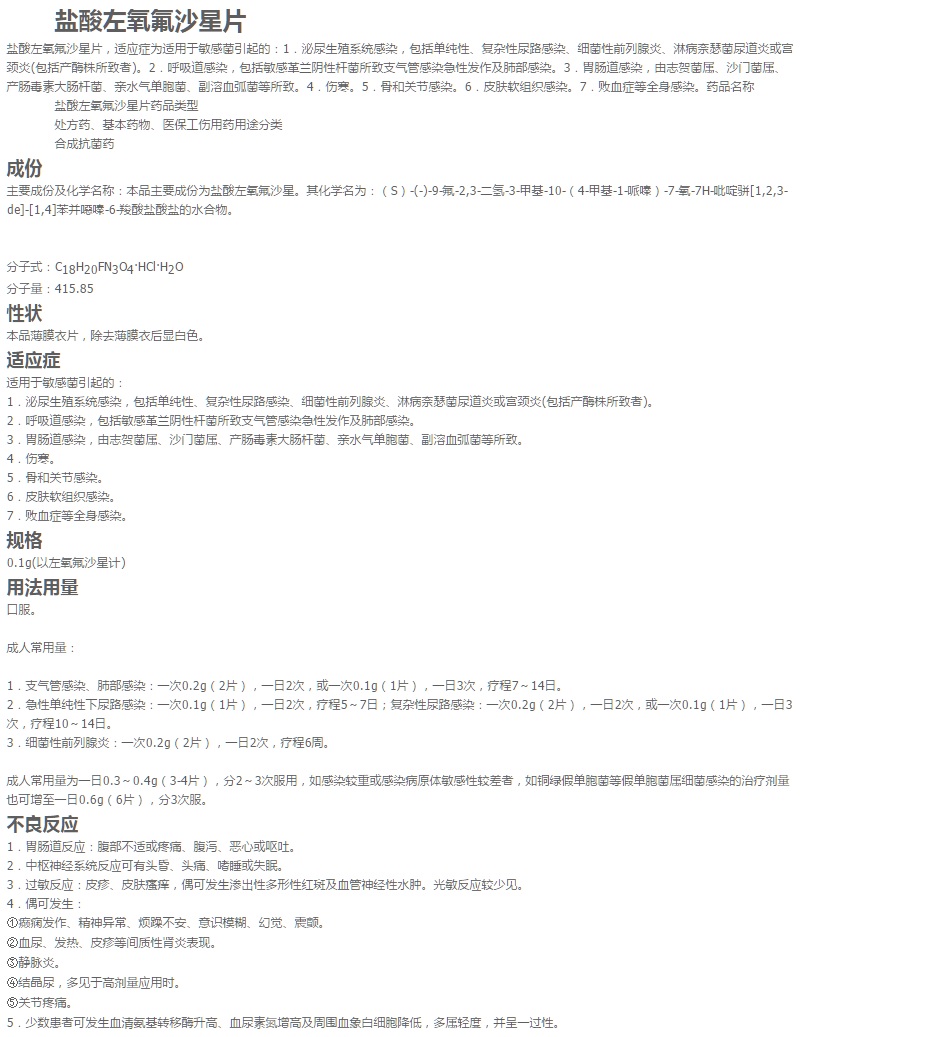 盐酸左氧氟沙星片
盐酸左氧氟沙星片，适应症为适用于敏感菌引起的：1．泌尿生殖系统感染，包括单纯性、复杂性尿路感染、细菌性前列腺炎、淋病奈瑟菌尿道炎或宫
颈炎(包括产酶株所致者)。2．呼吸道感染，包括敏感革兰阴性杆菌所致支气管感染急性发作及肺部感染。3．胃肠道感染，由志贺菌属、沙门菌属、
产肠毒素大肠杆菌、亲水气单胞菌、副溶血弧菌等所致。4．伤寒。5．骨和关节感染。6．皮肤软组织感染。7．败血症等全身感染。药品名称
盐酸左氧氟沙星片药品类型
处方药、基本药物、医保工伤用药用途分类
合成抗菌药
成份
主要成份及化学名称：本品主要成份为盐酸左氧氟沙星。其化学名为：（S）-(-)-9-氟-2,3-二氢-3-甲基-10-（4-甲基-1-哌嗪）-7-氧-7H-吡啶骈[1,2,3-
de]-[1,4]苯并噁嗪-6-羧酸盐酸盐的水合物。
分子式：C18H20FN3O4·HCl·H2O
分子量：415.85
性状
本品薄膜衣片，除去薄膜衣后显白色。
适应症
适用于敏感菌引起的：
1．泌尿生殖系统感染，包括单纯性、复杂性尿路感染、细菌性前列腺炎、淋病奈瑟菌尿道炎或宫颈炎(包括产酶株所致者)。
2．呼吸道感染，包括敏感革兰阴性杆菌所致支气管感染急性发作及肺部感染。
3．胃肠道感染，由志贺菌属、沙门菌属、产肠毒素大肠杆菌、亲水气单胞菌、副溶血弧菌等所致。
4．伤寒。
5．骨和关节感染。
6．皮肤软组织感染。
7．败血症等全身感染。
规格
0.1g(以左氧氟沙星计)
用法用量
口服。
成人常用量：
1．支气管感染、肺部感染：一次0.2g（2片），一日2次，或一次0.1g（1片），一日3次，疗程7～14日。
2．急性单纯性下尿路感染：一次0.1g（1片），一日2次，疗程5～7日；复杂性尿路感染：一次0.2g（2片），一日2次，或一次0.1g（1片），一日3
次，疗程10～14日。
3．细菌性前列腺炎：一次0.2g（2片），一日2次，疗程6周。
成人常用量为一日0.3～0.4g（3-4片），分2～3次服用，如感染较重或感染病原体敏感性较差者，如铜绿假单胞菌等假单胞菌属细菌感染的治疗剂量
也可增至一日0.6g（6片），分3次服。
不良反应
1．胃肠道反应：腹部不适或疼痛、腹泻、恶心或呕吐。
2．中枢神经系统反应可有头昏、头痛、嗜睡或失眠。
3．过敏反应：皮疹、皮肤瘙痒，偶可发生渗出性多形性红斑及血管神经性水肿。光敏反应较少见。
4．偶可发生：
①癫痫发作、精神异常、烦躁不安、意识模糊、幻觉、震颤。
②血尿、发热、皮疹等间质性肾炎表现。
③静脉炎。
④结晶尿，多见于高剂量应用时。
⑤关节疼痛。
5．少数患者可发生血清氨基转移酶升高、血尿素氮增高及周围血象白细胞降低，多属轻度，并呈一过性。